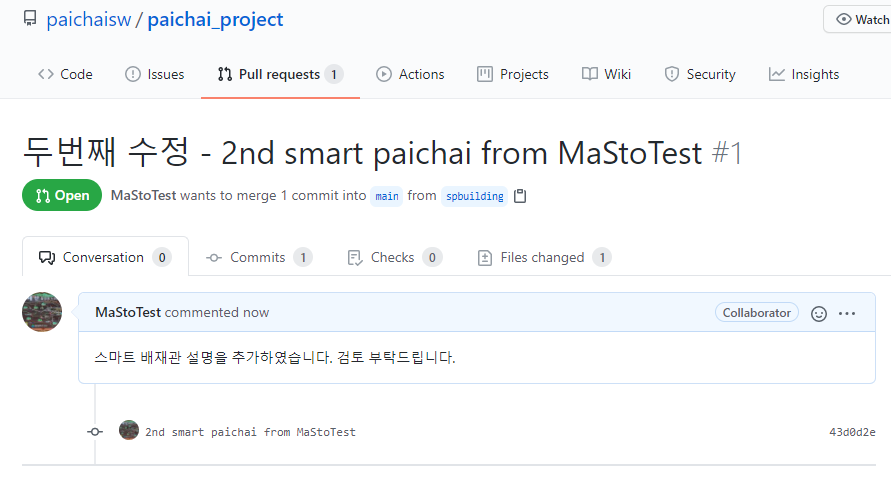 paichaisw / paichai_project
Watch
Code Issues Pull requests 1 Actions Projects Wiki Security Insights
두번째 수정 - 2nd smart paichai from MaStoTest #1
Open MaStoTest wants to merge 1 commit into main from spbuilding
Conversation 0 Commits 1 Checks 0 Files changed 1
MaStoTest commented now Collaborator
스마트 배재관 설명을 추가하였습니다. 검토 부탁드립니다.
2nd smart paichai from MaStoTest 43d0d2e